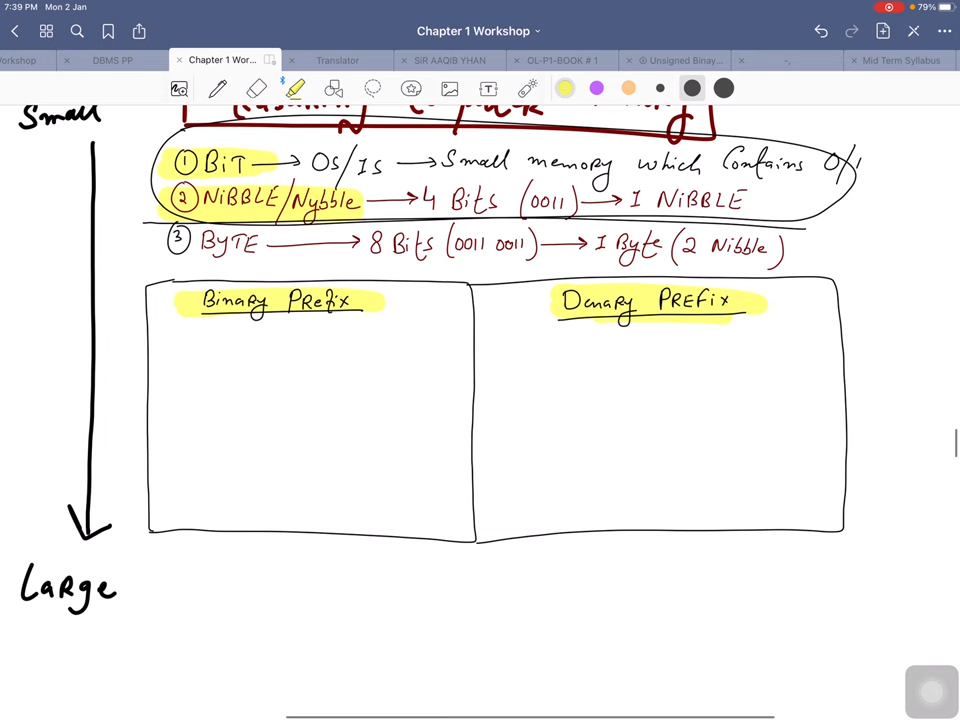 7:39 PM Mon 2 Jan
79%
Chapter 1 Workshop
orkshop
DBMS PP
Chapter 1 Wor...
Translator
SIR AAQIB YHAN
OL-P1-BOOK # 1
Unsigned Binay...
-,
Mid Term Syllabus
Small
① BiT → 0S/1S → Small memory which Contains 0/1
② NiBBLE/Nybble → 4 Bits (0011) → 1 NiBBLE
③ ByTE → 8 Bits (0011 0011) → 1 Byte (2 Nibble)
Binary PRefix
Denary PREFix
LaRge